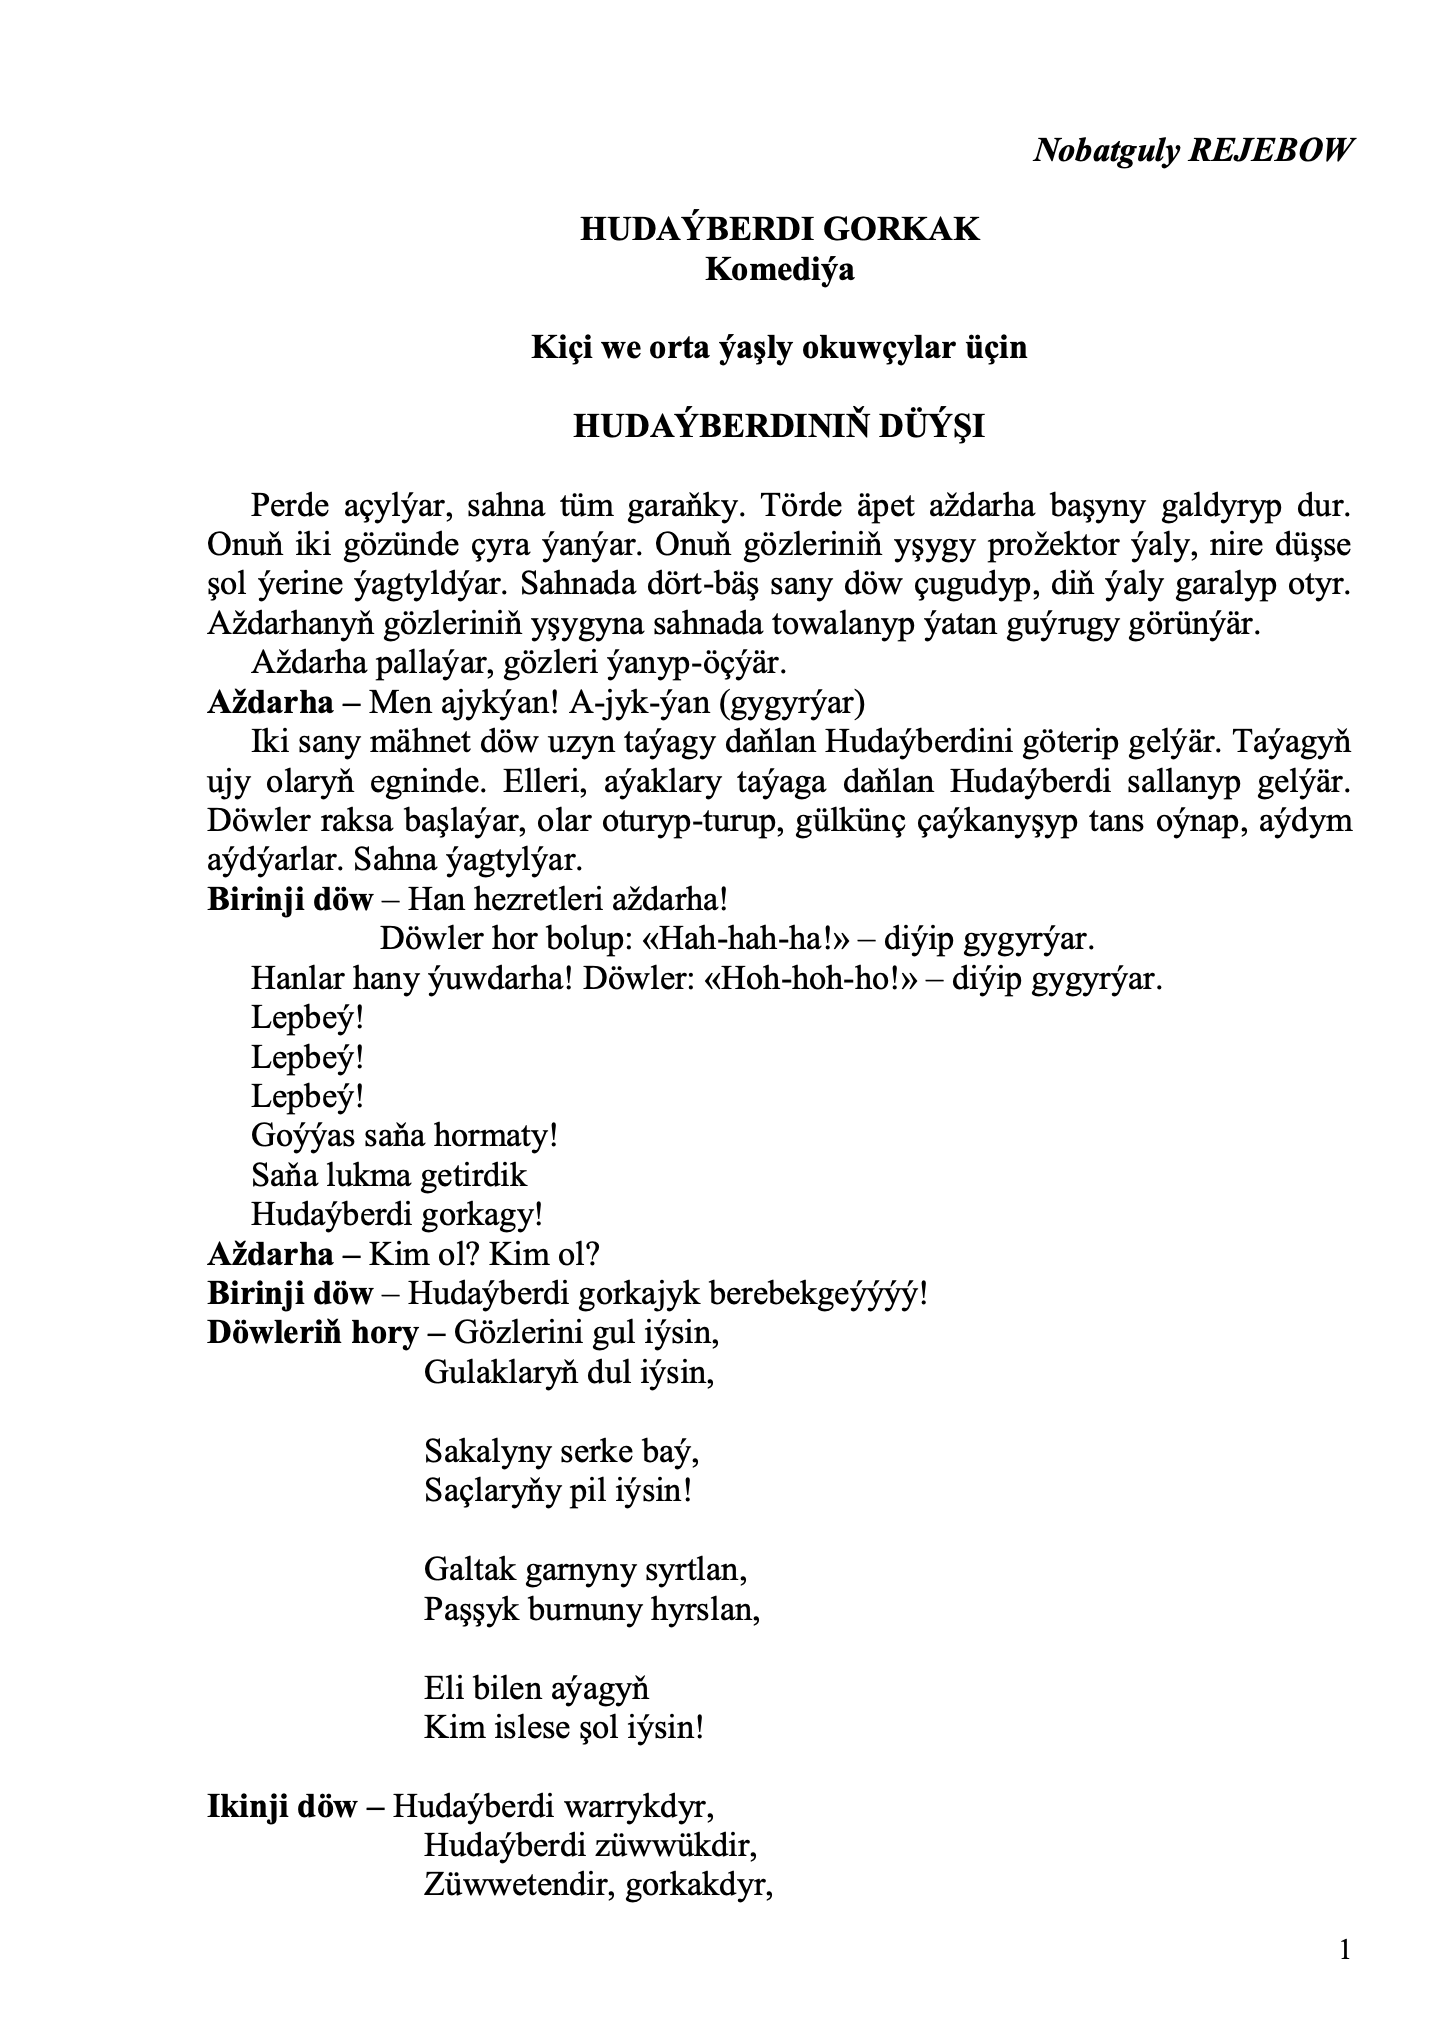 Nobatguly REJEBOW
HUDAÝBERDI GORKAK
Komediýa
Kiçi we orta ýaşly okuwçylar üçin
HUDAÝBERDINIŇ DÜÝŞI
Perde açylýar, sahna tüm garaňky. Törde äpet aždarha başyny galdyryp dur.
Onuň iki gözünde çyra ýanýar. Onuň gözleriniň yşygy prožektor ýaly, nire düşse
şol ýerine ýagtyldýar. Sahnada dört-bäş sany döw çugudyp, diň ýaly garalyp otyr.
Aždarhanyň gözleriniň yşygyna sahnada towalanyp ýatan guýrugy görünýär.
Aždarha pallaýar, gözleri ýanyp-öçýär.
Aždarha – Men ajykýan! A-jyk-ýan (gygyrýar)
Iki sany mähnet döw uzyn taýagy daňlan Hudaýberdini göterip gelýär. Taýagyň
ujy olaryň egninde. Elleri, aýaklary taýaga daňlan Hudaýberdi sallanyp gelýär.
Döwler raksa başlaýar, olar oturyp-turup, gülkünç çaýkanyşyp tans oýnap, aýdym
aýdýarlar. Sahna ýagtylýar.
Birinji döw – Han hezretleri aždarha!
Döwler hor bolup: «Hah-hah-ha!» – diýip gygyrýar.
Hanlar hany ýuwdarha! Döwler: «Hoh-hoh-ho!» – diýip gygyrýar.
Lepbeý!
Lepbeý!
Lepbeý!
Goýýas saňa hormaty!
Saňa lukma getirdik
Hudaýberdi gorkagy!
Aždarha – Kim ol? Kim ol?
Birinji döw – Hudaýberdi gorkajyk berebekgeýýýý!
Döwleriň hory – Gözlerini gul iýsin,
Gulaklaryň dul iýsin,
Sakalyny serke baý,
Saçlaryňy pil iýsin!
Galtak garnyny syrtlan,
Paşşyk burnuny hyrslan,
Eli bilen aýagyň
Kim islese şol iýsin!
Ikinji döw – Hudaýberdi warrykdyr,
Hudaýberdi züwwükdir,
Züwwetendir, gorkakdyr,
1